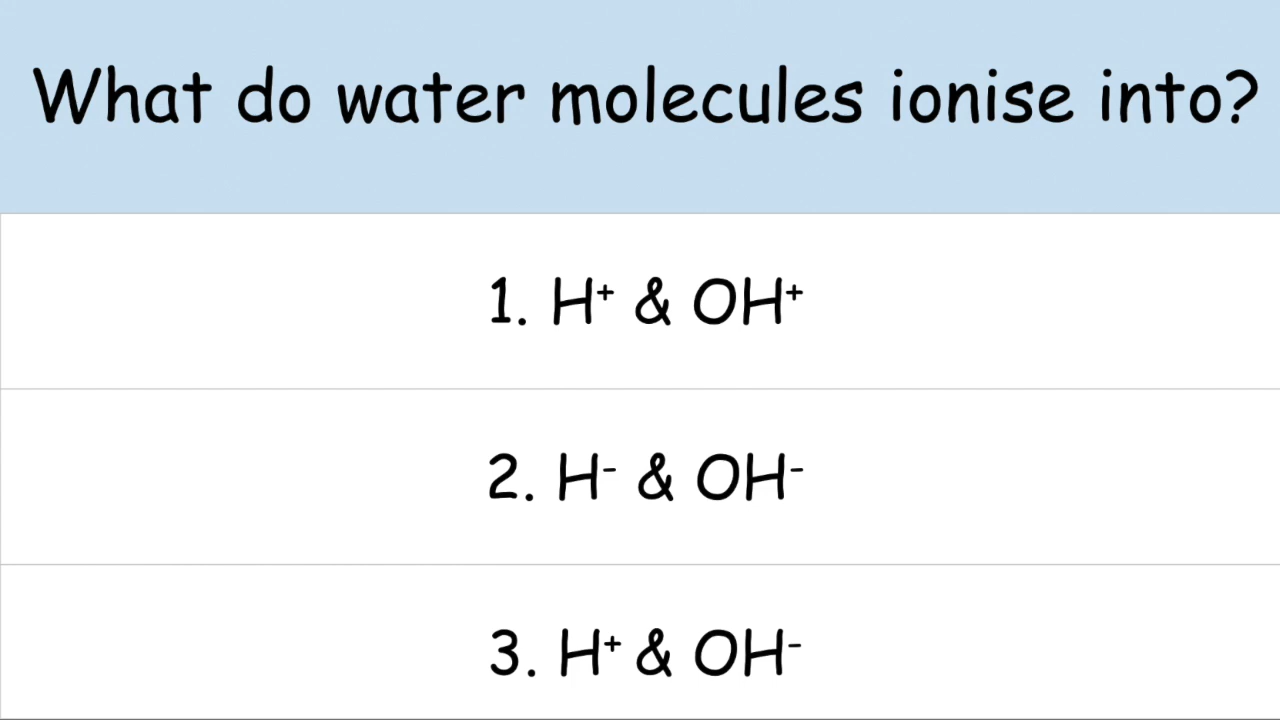 What do water molecules ionise into?
1. H⁺ & OH⁺
2. H⁻ & OH⁻
3. H⁺ & OH⁻